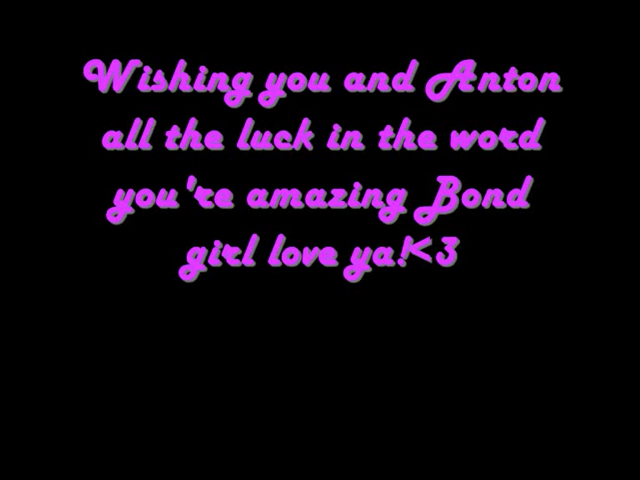 Wishing you and Anton
all the luck in the word
you're amazing Bond
girl love ya!<3